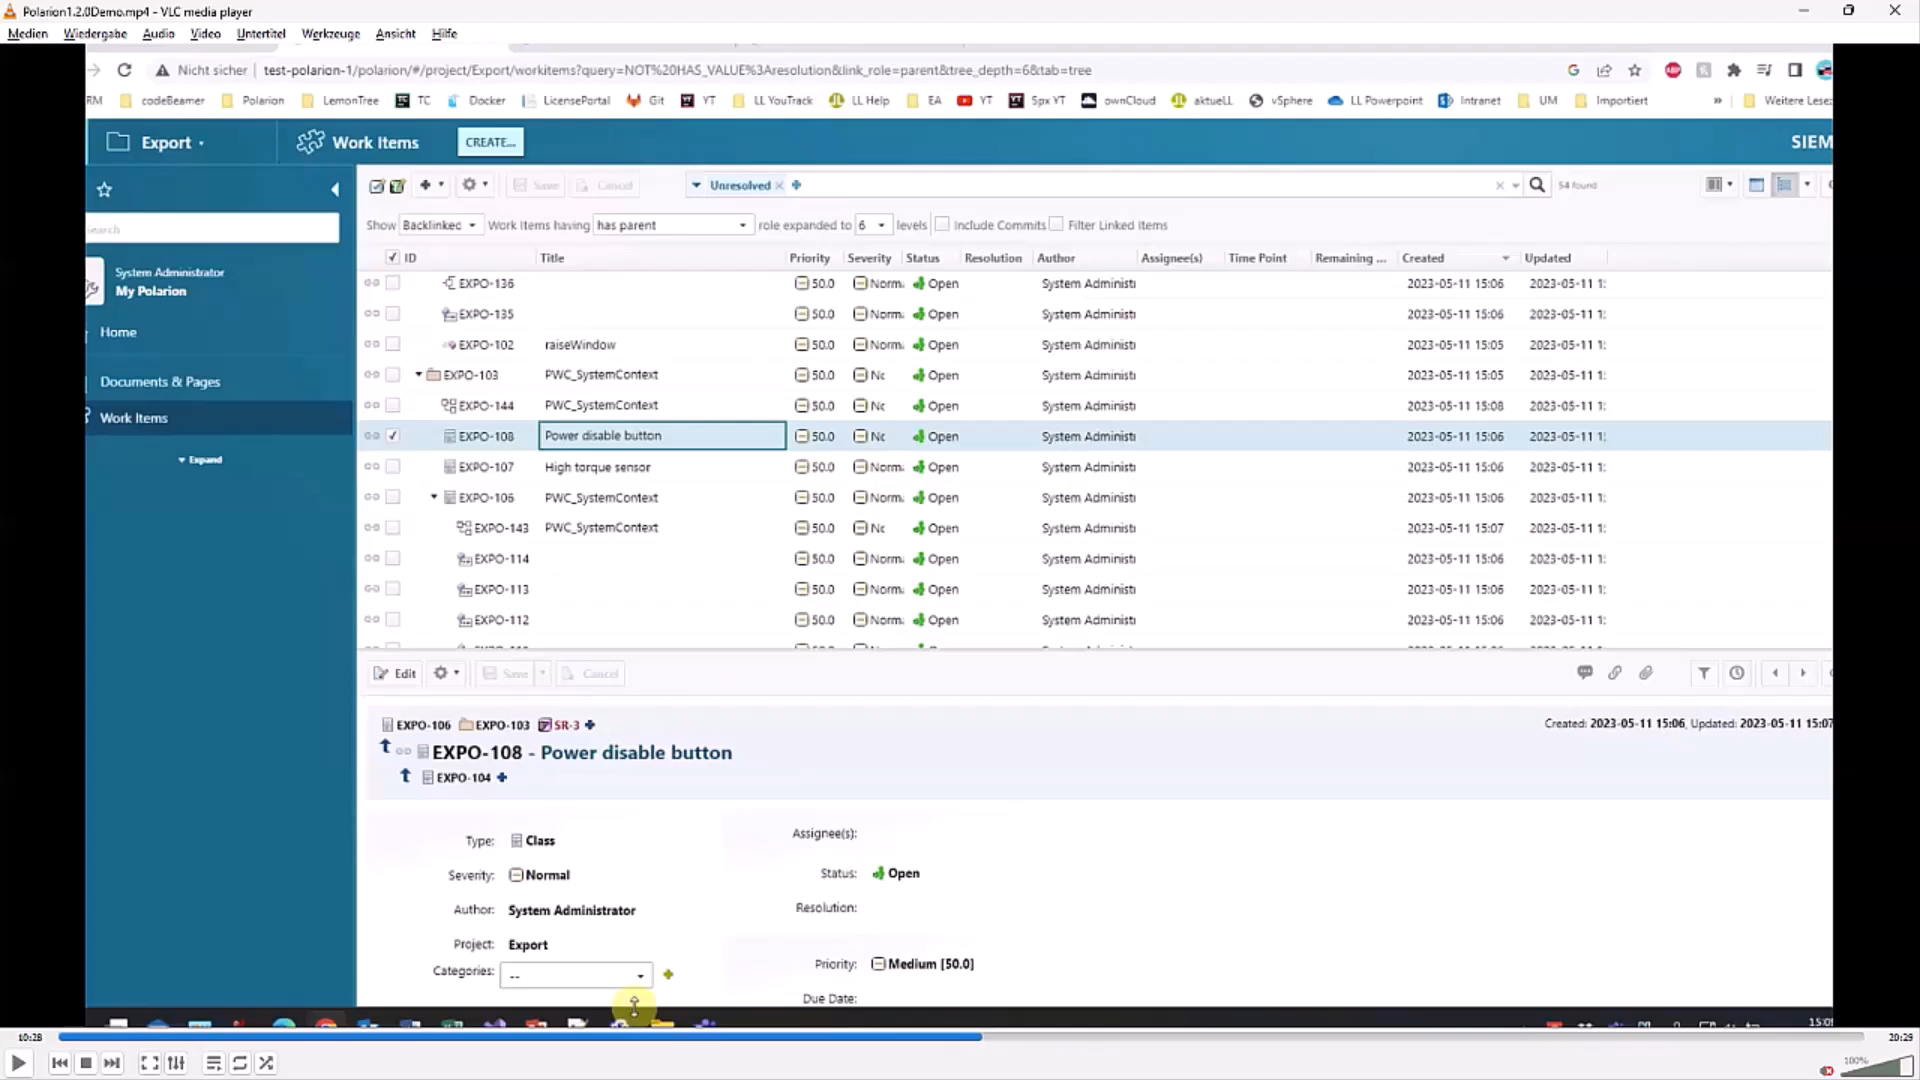 Polarion1.2.0Demo.mp4 - VLC media player
Medien Wiedergabe Audio Video Untertitel Werkzeuge Ansicht Hilfe
Nicht sicher | test-polarion-1/polarion/#/project/Export/workitems?query=NOT%20HAS_VALUE%3Aresolution&link_role=parent&tree_depth=6&tab=tree
RM codeBeamer Polarion LemonTree TC Docker LicensePortal Git YT LL YouTrack LL Help EA YT Spx YT ownCloud aktueLL vSphere LL Powerpoint Intranet UM Importiert » Weitere Lesez
Export Work Items CREATE... SIEM
Save Cancel Unresolved 54 found
Show Backlinked Work Items having has parent role expanded to 6 levels Include Commits Filter Linked Items
search
ID Title Priority Severity Status Resolution Author Assignee(s) Time Point Remaining ... Created Updated
EXPO-136 50.0 Norm. Open System Administ 2023-05-11 15:06 2023-05-11 1:
EXPO-135 50.0 Norm. Open System Administ 2023-05-11 15:06 2023-05-11 1:
EXPO-102 raiseWindow 50.0 Norm. Open System Administ 2023-05-11 15:05 2023-05-11 1:
EXPO-103 PWC_SystemContext 50.0 Nc Open System Administ 2023-05-11 15:05 2023-05-11 1:
EXPO-144 PWC_SystemContext 50.0 Nc Open System Administ 2023-05-11 15:08 2023-05-11 1:
EXPO-108 Power disable button 50.0 Nc Open System Administ 2023-05-11 15:06 2023-05-11 1:
EXPO-107 High torque sensor 50.0 Norm. Open System Administ 2023-05-11 15:06 2023-05-11 1:
EXPO-106 PWC_SystemContext 50.0 Norm. Open System Administ 2023-05-11 15:06 2023-05-11 1:
EXPO-143 PWC_SystemContext 50.0 Nc Open System Administ 2023-05-11 15:07 2023-05-11 1:
EXPO-114 50.0 Norm. Open System Administ 2023-05-11 15:06 2023-05-11 1:
EXPO-113 50.0 Norm. Open System Administ 2023-05-11 15:06 2023-05-11 1:
EXPO-112 50.0 Norm. Open System Administ 2023-05-11 15:06 2023-05-11 1:
System Administrator
My Polarion
Home
Documents & Pages
Work Items
Expand
Edit Save Cancel
EXPO-106 EXPO-103 SR-3
Created: 2023-05-11 15:06, Updated: 2023-05-11 15:07
EXPO-108 - Power disable button
EXPO-104
Type: Class
Severity: Normal
Author: System Administrator
Project: Export
Categories: --
Assignee(s):
Status: Open
Resolution:
Priority: Medium [50.0]
Due Date:
10:28
20:29
100%